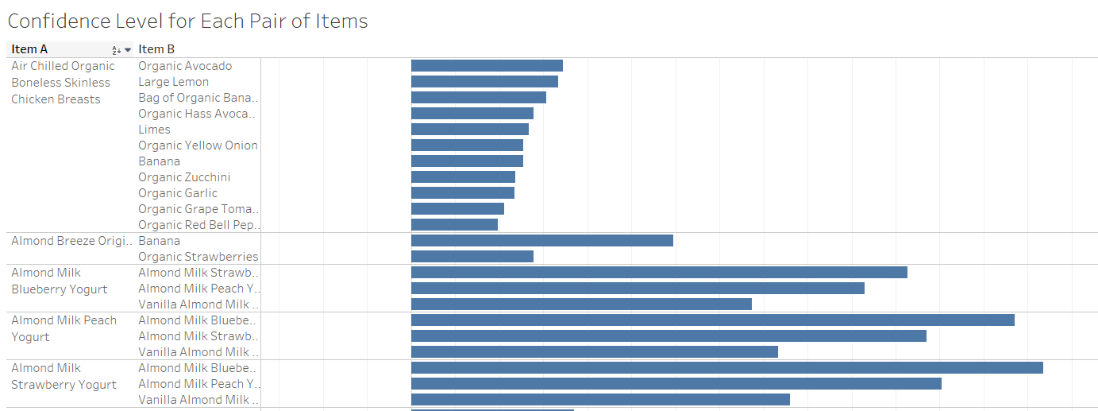 Confidence Level for Each Pair of Items
Item A Item B
Air Chilled Organic Organic Avocado
Boneless Skinless Large Lemon
Chicken Breasts Bag of Organic Bana..
Organic Hass Avoca..
Limes
Organic Yellow Onion
Banana
Organic Zucchini
Organic Garlic
Organic Grape Toma..
Organic Red Bell Pep..
Almond Breeze Origi.. Banana
Organic Strawberries
Almond Milk Almond Milk Strawb..
Blueberry Yogurt Almond Milk Peach Y..
Vanilla Almond Milk ..
Almond Milk Peach Almond Milk Bluebe..
Yogurt Almond Milk Strawb..
Vanilla Almond Milk ..
Almond Milk Almond Milk Bluebe..
Strawberry Yogurt Almond Milk Peach Y..
Vanilla Almond Milk ..